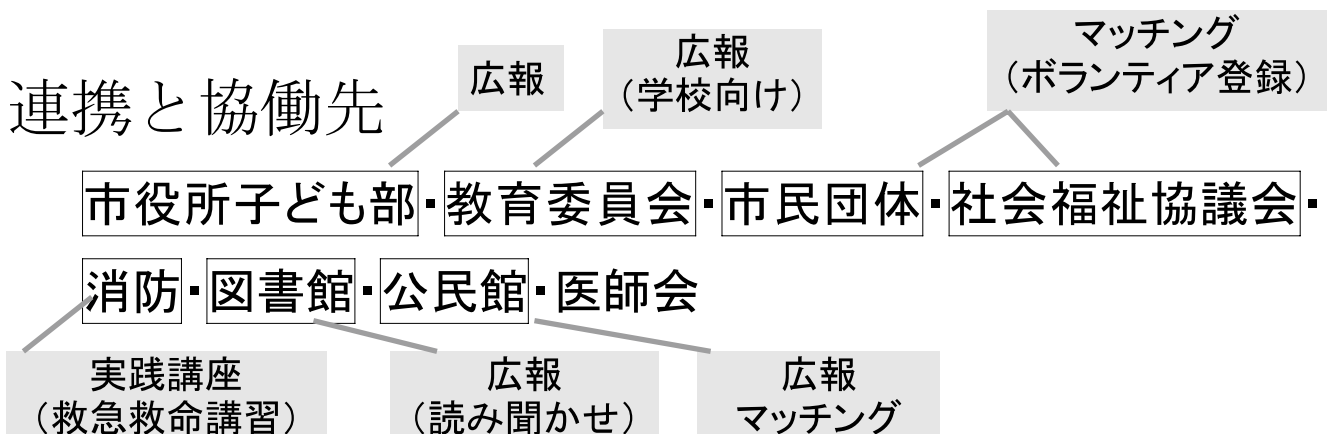 広報
広報
(学校向け)
マッチング
(ボランティア登録)
連携と協働先
市役所子ども部・教育委員会・市民団体・社会福祉協議会・
消防・図書館・公民館・医師会
実践講座
(救急救命講習)
広報
(読み聞かせ)
広報
マッチング